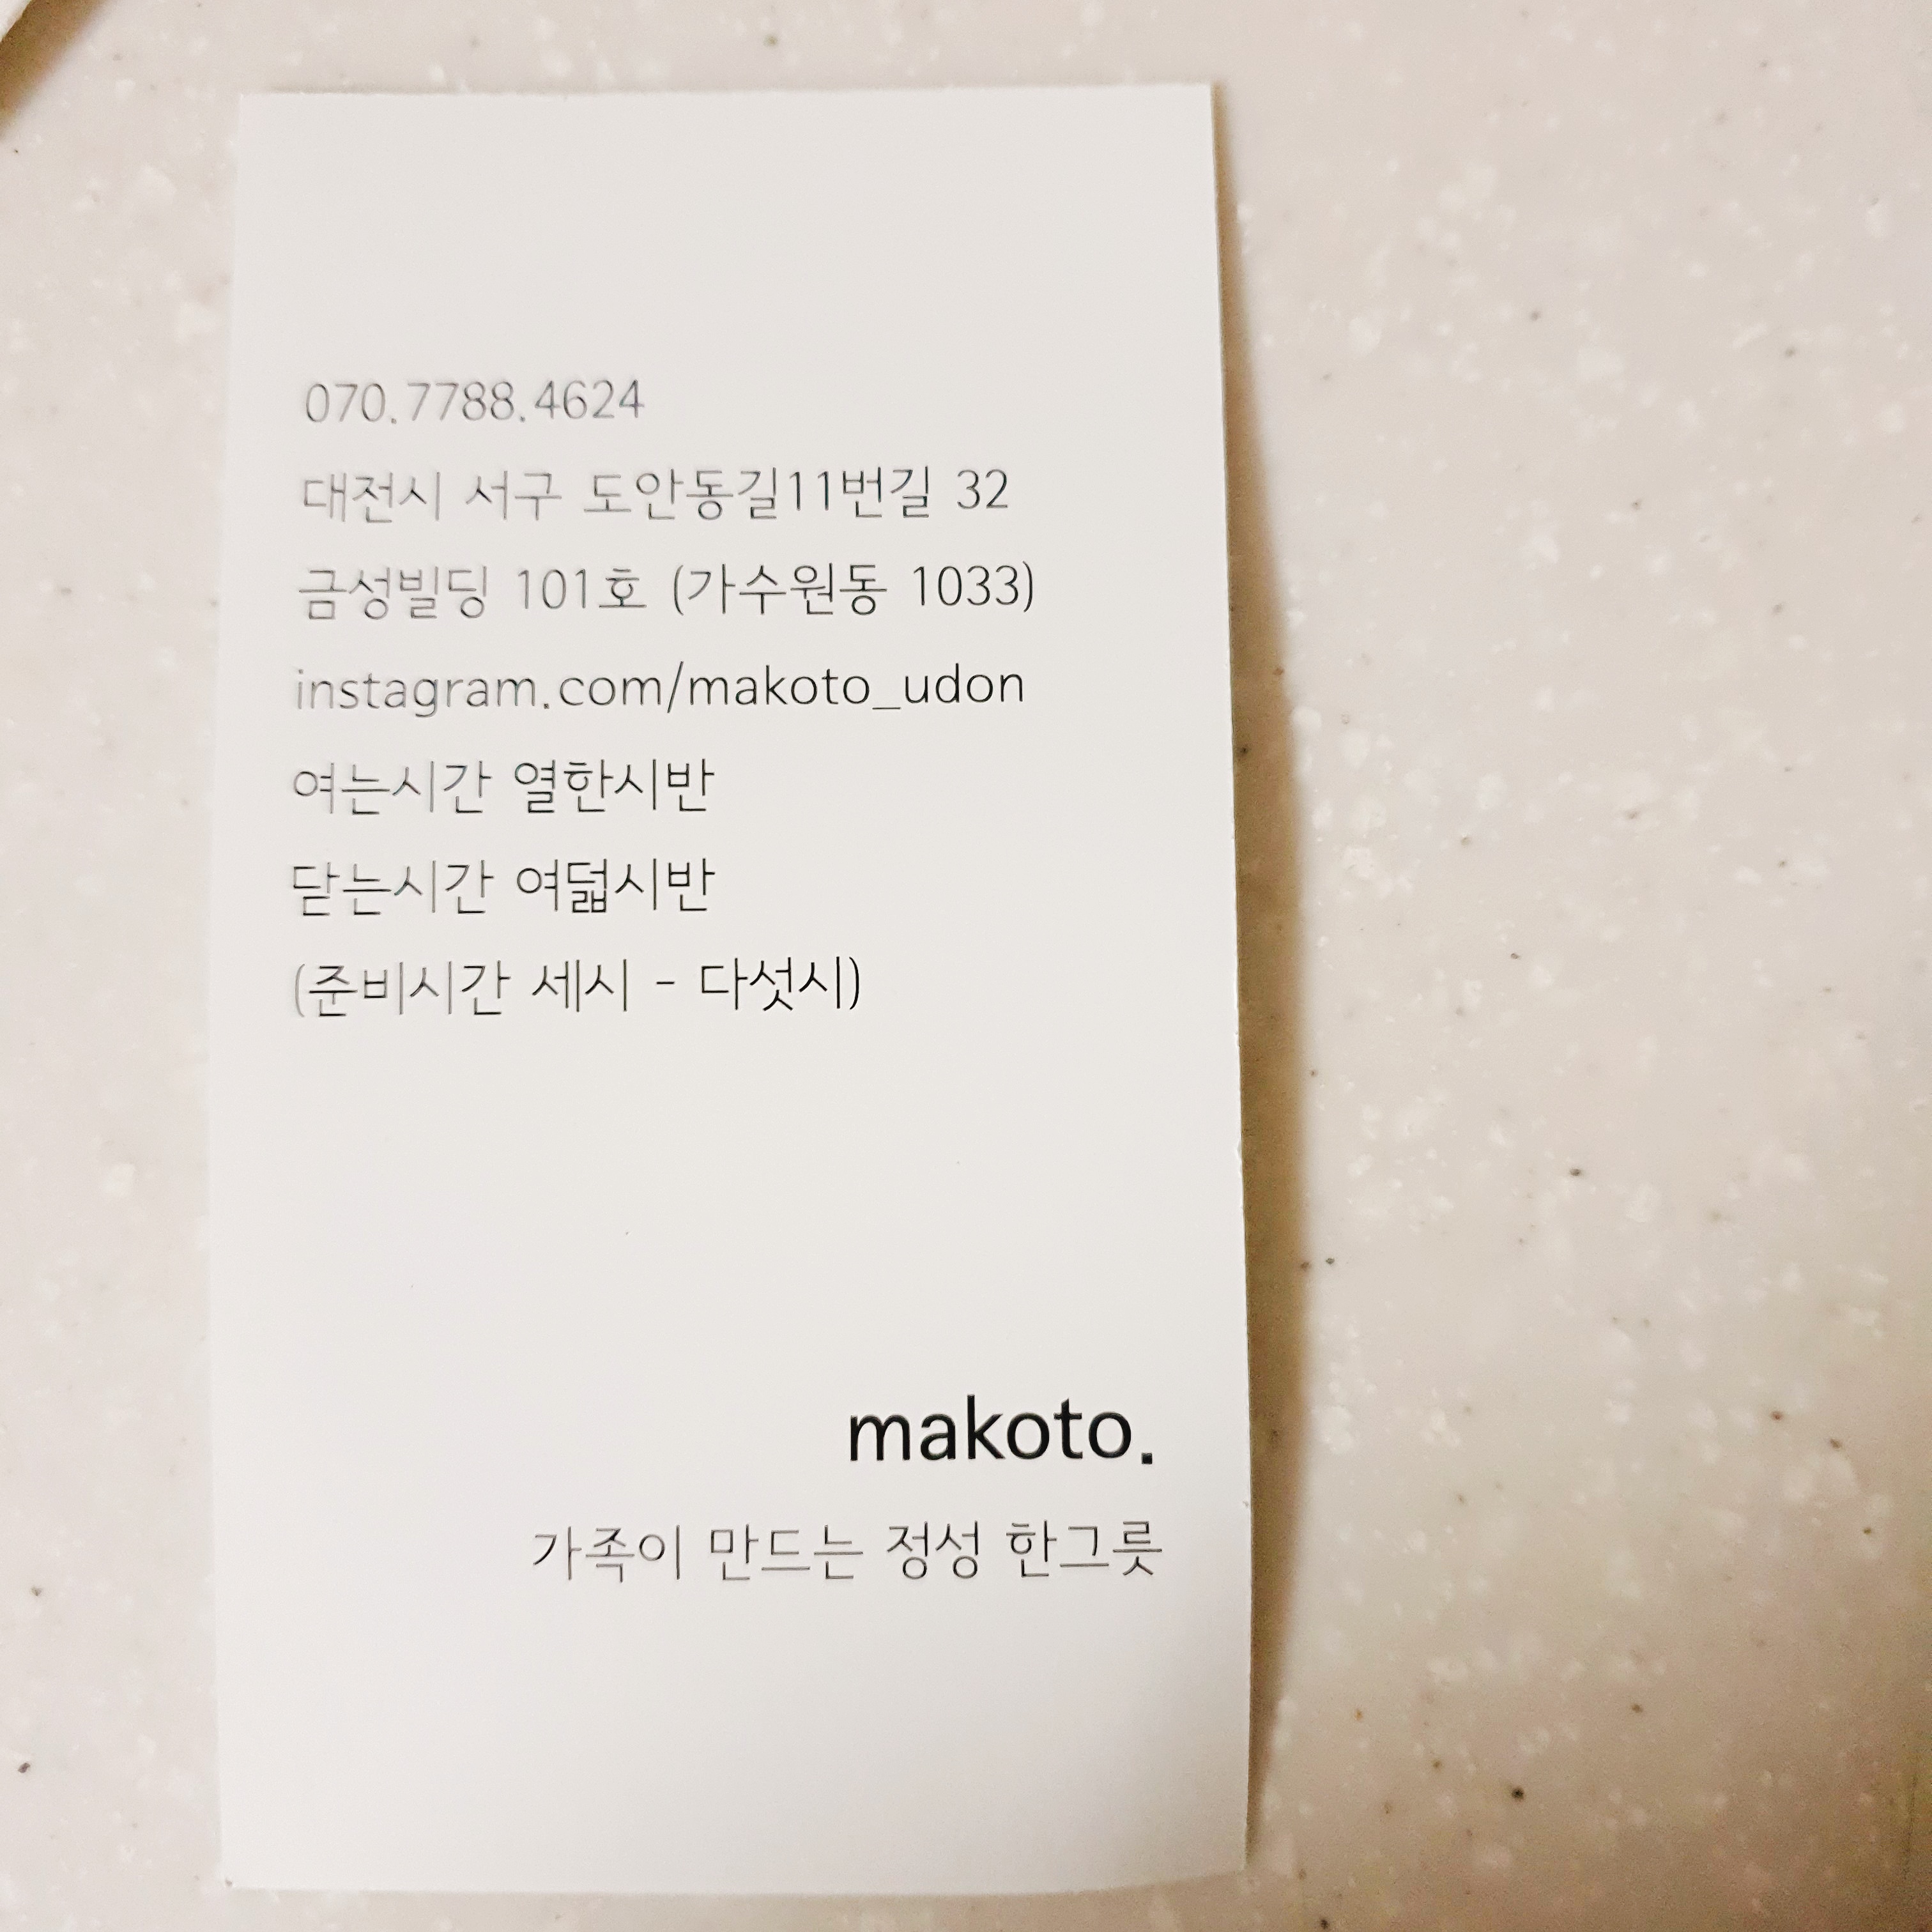 070.7788.4624
대전시 서구 도안동길11번길 32
금성빌딩 101호 (가수원동 1033)
instagram.com/makoto_udon
여는시간 열한시반
닫는시간 여덟시반
(준비시간 세시 - 다섯시)
makoto.
가족이 만드는 정성 한그릇